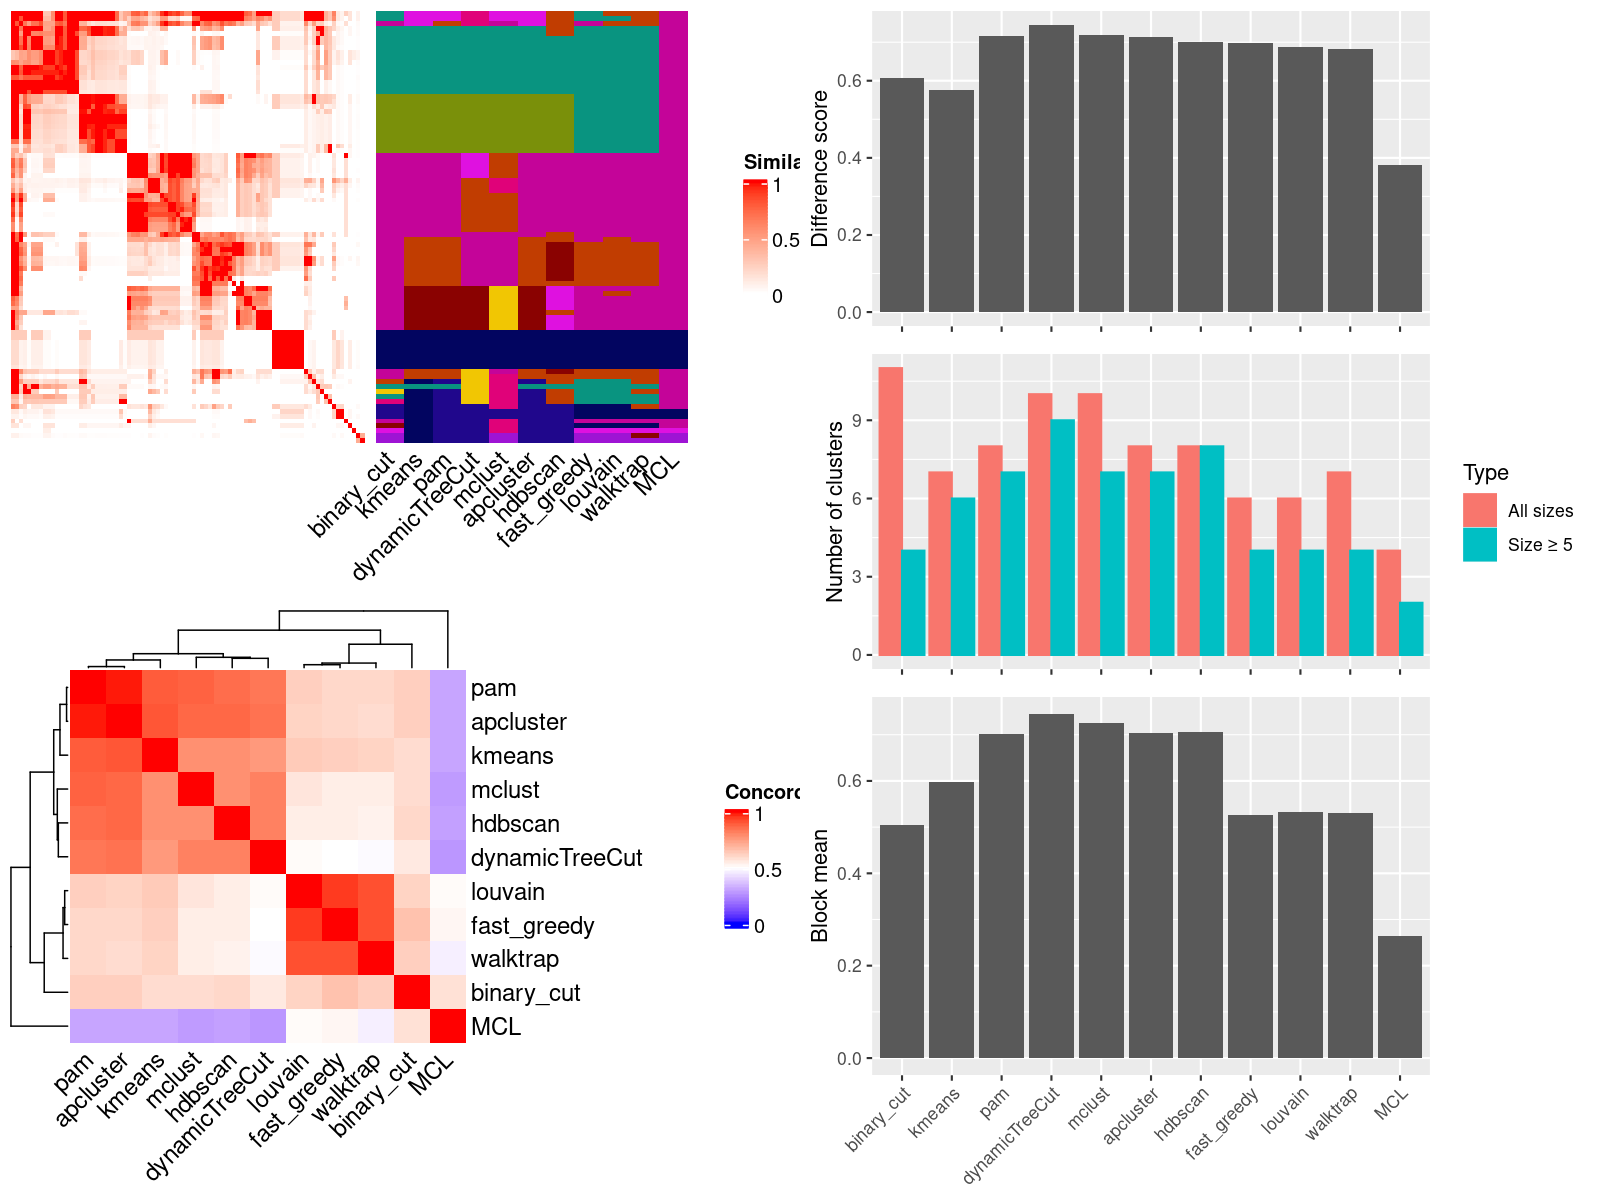 Simila
1
0.5
0
binary_cut
kmeans
pam
dynamicTreeCut
mclust
apcluster
hdbscan
fast_greedy
louvain
walktrap
MCL
pam
apcluster
kmeans
mclust
hdbscan
dynamicTreeCut
louvain
fast_greedy
walktrap
binary_cut
MCL
pam
apcluster
kmeans
mclust
hdbscan
dynamicTreeCut
louvain
fast_greedy
walktrap
binary_cut
MCL
Concord
1
0.5
0
Difference score
0.6
0.4
0.2
0.0
Number of clusters
9
6
3
0
Type
All sizes
Size ≥ 5
Block mean
0.6
0.4
0.2
0.0
binary_cut
kmeans
pam
dynamicTreeCut
mclust
apcluster
hdbscan
fast_greedy
louvain
walktrap
MCL